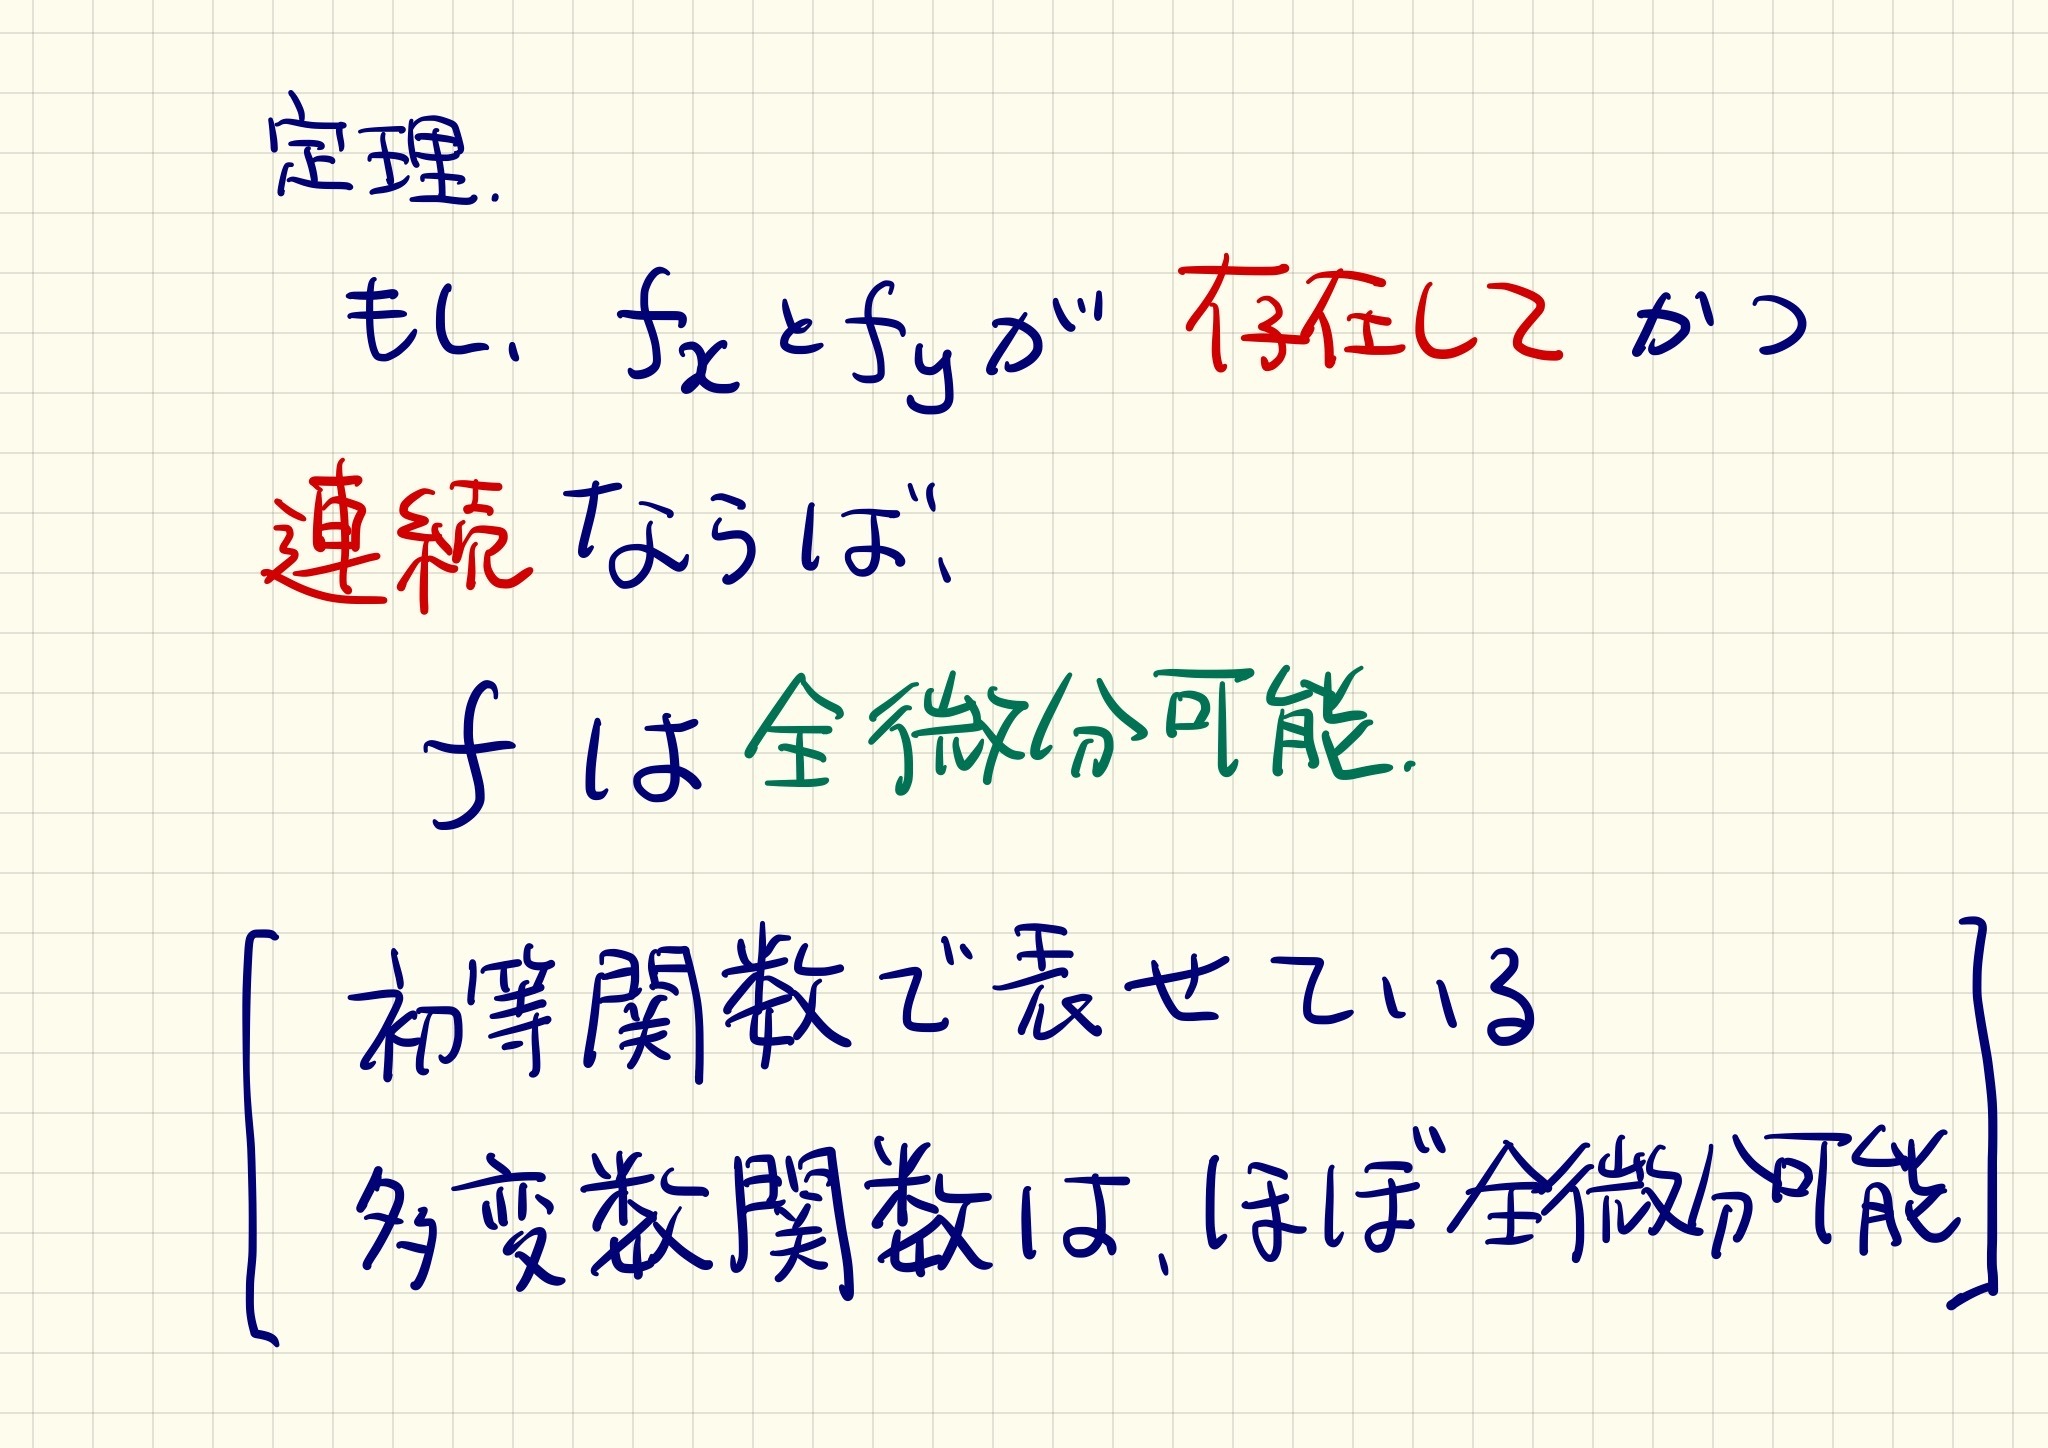 定理.
もし、fxとfyが存在してかつ
連続ならば、
fは全微分可能.
初等関数で表せている
多変数関数は、ほぼ全微分可能